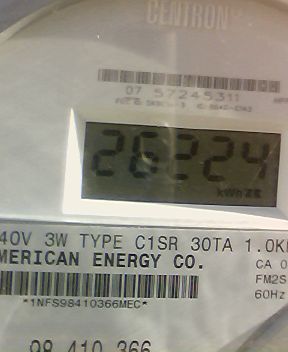 CENTRON
07 57245311
26224
kWh
40V 3W TYPE C1SR 30TA 1.0K
MERICAN ENERGY CO.
CA 0
FM2S
60Hz
*1NFS98410366MEC*
98 410 366